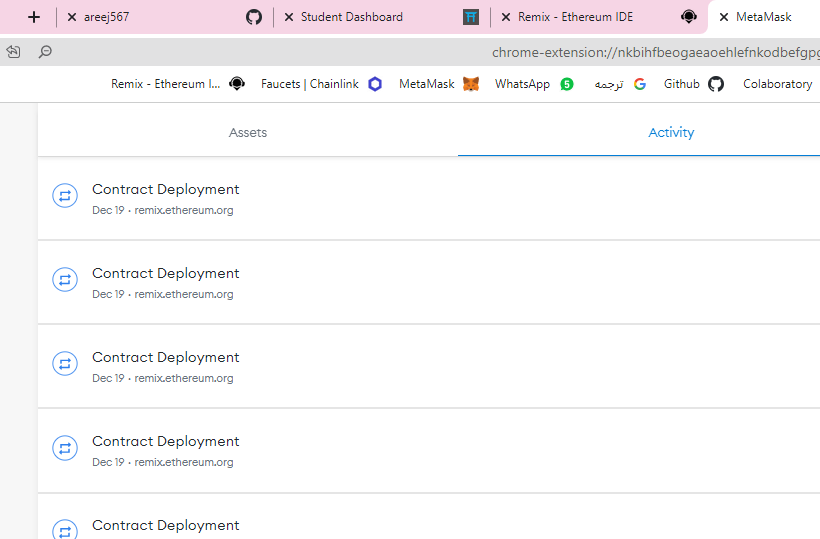 areej567
Student Dashboard
Remix - Ethereum IDE
MetaMask
chrome-extension://nkbihfbeogaeaoehlefnkodbefgpg
Remix - Ethereum I...
Faucets | Chainlink
MetaMask
WhatsApp
ترجمه
Github
Colaboratory
Assets
Activity
Contract Deployment
Dec 19 · remix.ethereum.org
Contract Deployment
Dec 19 · remix.ethereum.org
Contract Deployment
Dec 19 · remix.ethereum.org
Contract Deployment
Dec 19 · remix.ethereum.org
Contract Deployment